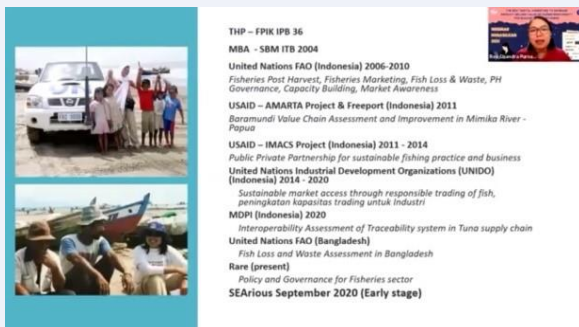 THP – FPIK IPB 36
MBA - SBM ITB 2004
United Nations FAO (Indonesia) 2006-2010
Fisheries Post Harvest, Fisheries Marketing, Fish Loss & Waste, PH
Governance, Capacity Building, Market Awareness
USAID – AMARTA Project & Freeport (Indonesia) 2011
Baramundi Value Chain Assessment and Improvement in Mimika River -
Papua
USAID – IMACS Project (Indonesia) 2011 - 2014
Public Private Partnership for sustainable fishing practice and business
United Nations Industrial Development Organizations (UNIDO)
(Indonesia) 2014 - 2020
Sustainable market access through responsible trading of fish,
peningkatan kapasitas trading untuk Industri
MDPI (Indonesia) 2020
Interoperability Assessment of Traceability system in Tuna supply chain
United Nations FAO (Bangladesh)
Fish Loss and Waste Assessment in Bangladesh
Rare (present)
Policy and Governance for Fisheries sector
SEArious September 2020 (Early stage)